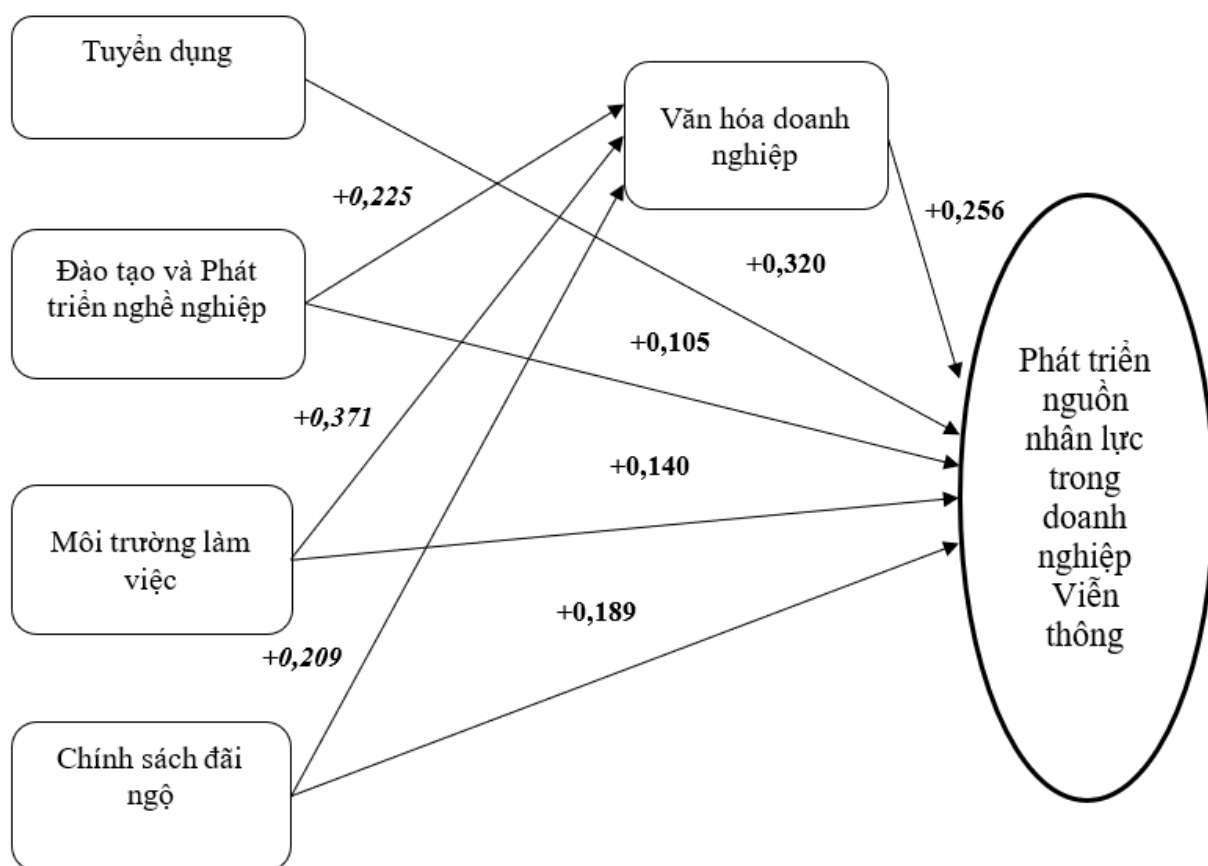 Tuyển dụng
Văn hóa doanh
nghiệp
+0,225
+0,256
+0,320
Đào tạo và Phát
triển nghề nghiệp
+0,105
Phát triển
nguồn
nhân lực
trong
doanh
nghiệp
Viễn
thông
+0,371
+0,140
Môi trường làm
việc
+0,189
+0,209
Chính sách đãi
ngộ